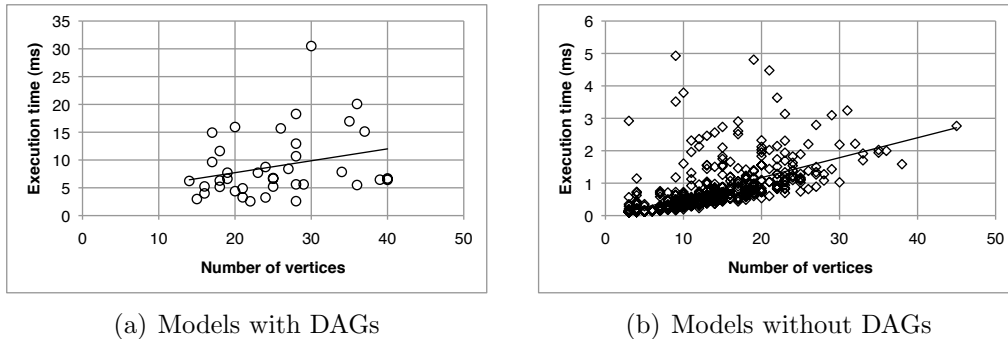 35
30
25
20
15
10
5
0
Execution time (ms)
0 10 20 30 40 50
Number of vertices
(a) Models with DAGs
6
5
4
3
2
1
0
Execution time (ms)
0 10 20 30 40 50
Number of vertices
(b) Models without DAGs